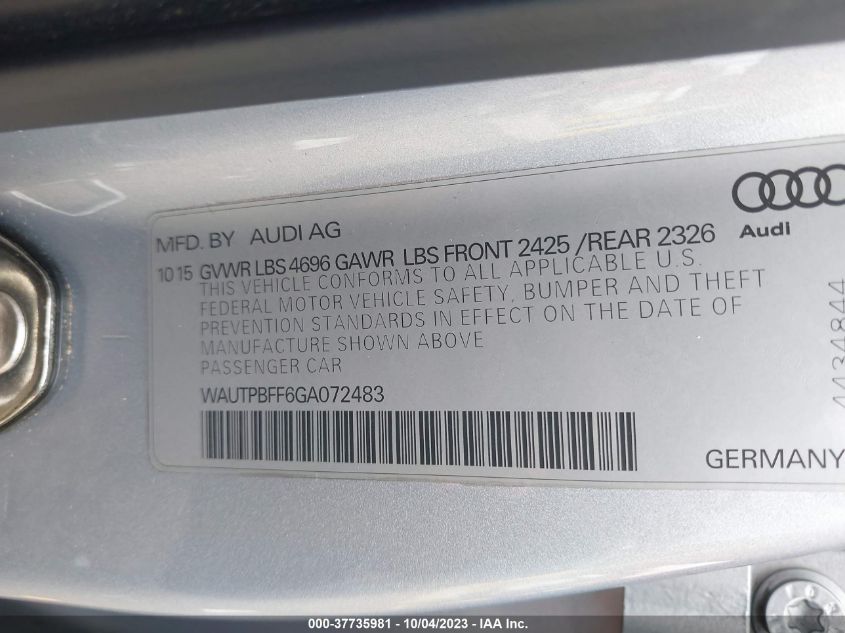 MFD. BY AUDI AG
Audi
10 15 GVWR LBS 4696 GAWR LBS FRONT 2425 /REAR 2326
THIS VEHICLE CONFORMS TO ALL APPLICABLE U.S.
FEDERAL MOTOR VEHICLE SAFETY, BUMPER AND THEFT
PREVENTION STANDARDS IN EFFECT ON THE DATE OF
MANUFACTURE SHOWN ABOVE
PASSENGER CAR
WAUTPBFF6GA072483
GERMANY
4434844
000-37735981 - 10/04/2023 - IAA Inc.